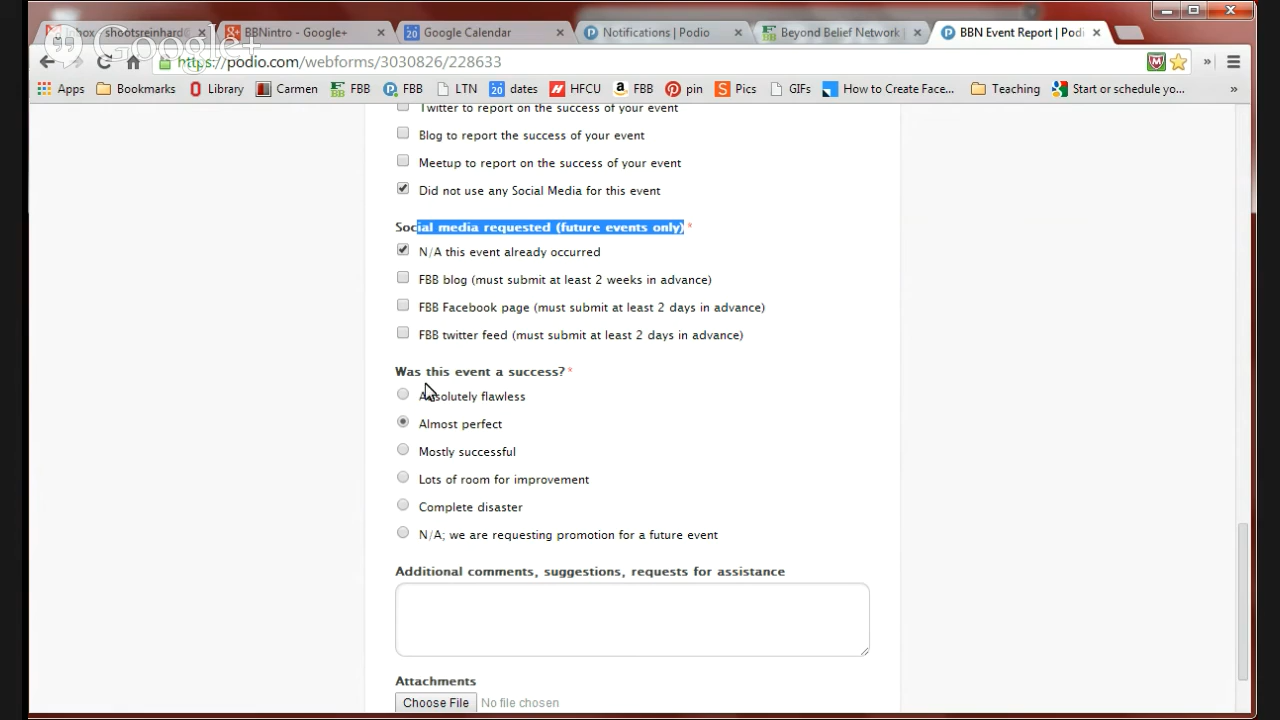 Inbox - shootsreinhard@
BBNintro - Google+
Google Calendar
Notifications | Podio
Beyond Belief Network |
BBN Event Report | Podi
Google+
https://podio.com/webforms/3030826/228633
Apps Bookmarks Library Carmen FBB FBB LTN dates HFCU FBB pin Pics GIFs How to Create Face... Teaching Start or schedule yo... »
Twitter to report on the success of your event
Blog to report the success of your event
Meetup to report on the success of your event
Did not use any Social Media for this event
Social media requested (future events only) *
N/A this event already occurred
FBB blog (must submit at least 2 weeks in advance)
FBB Facebook page (must submit at least 2 days in advance)
FBB twitter feed (must submit at least 2 days in advance)
Was this event a success? *
Absolutely flawless
Almost perfect
Mostly successful
Lots of room for improvement
Complete disaster
N/A; we are requesting promotion for a future event
Additional comments, suggestions, requests for assistance
Attachments
Choose File No file chosen